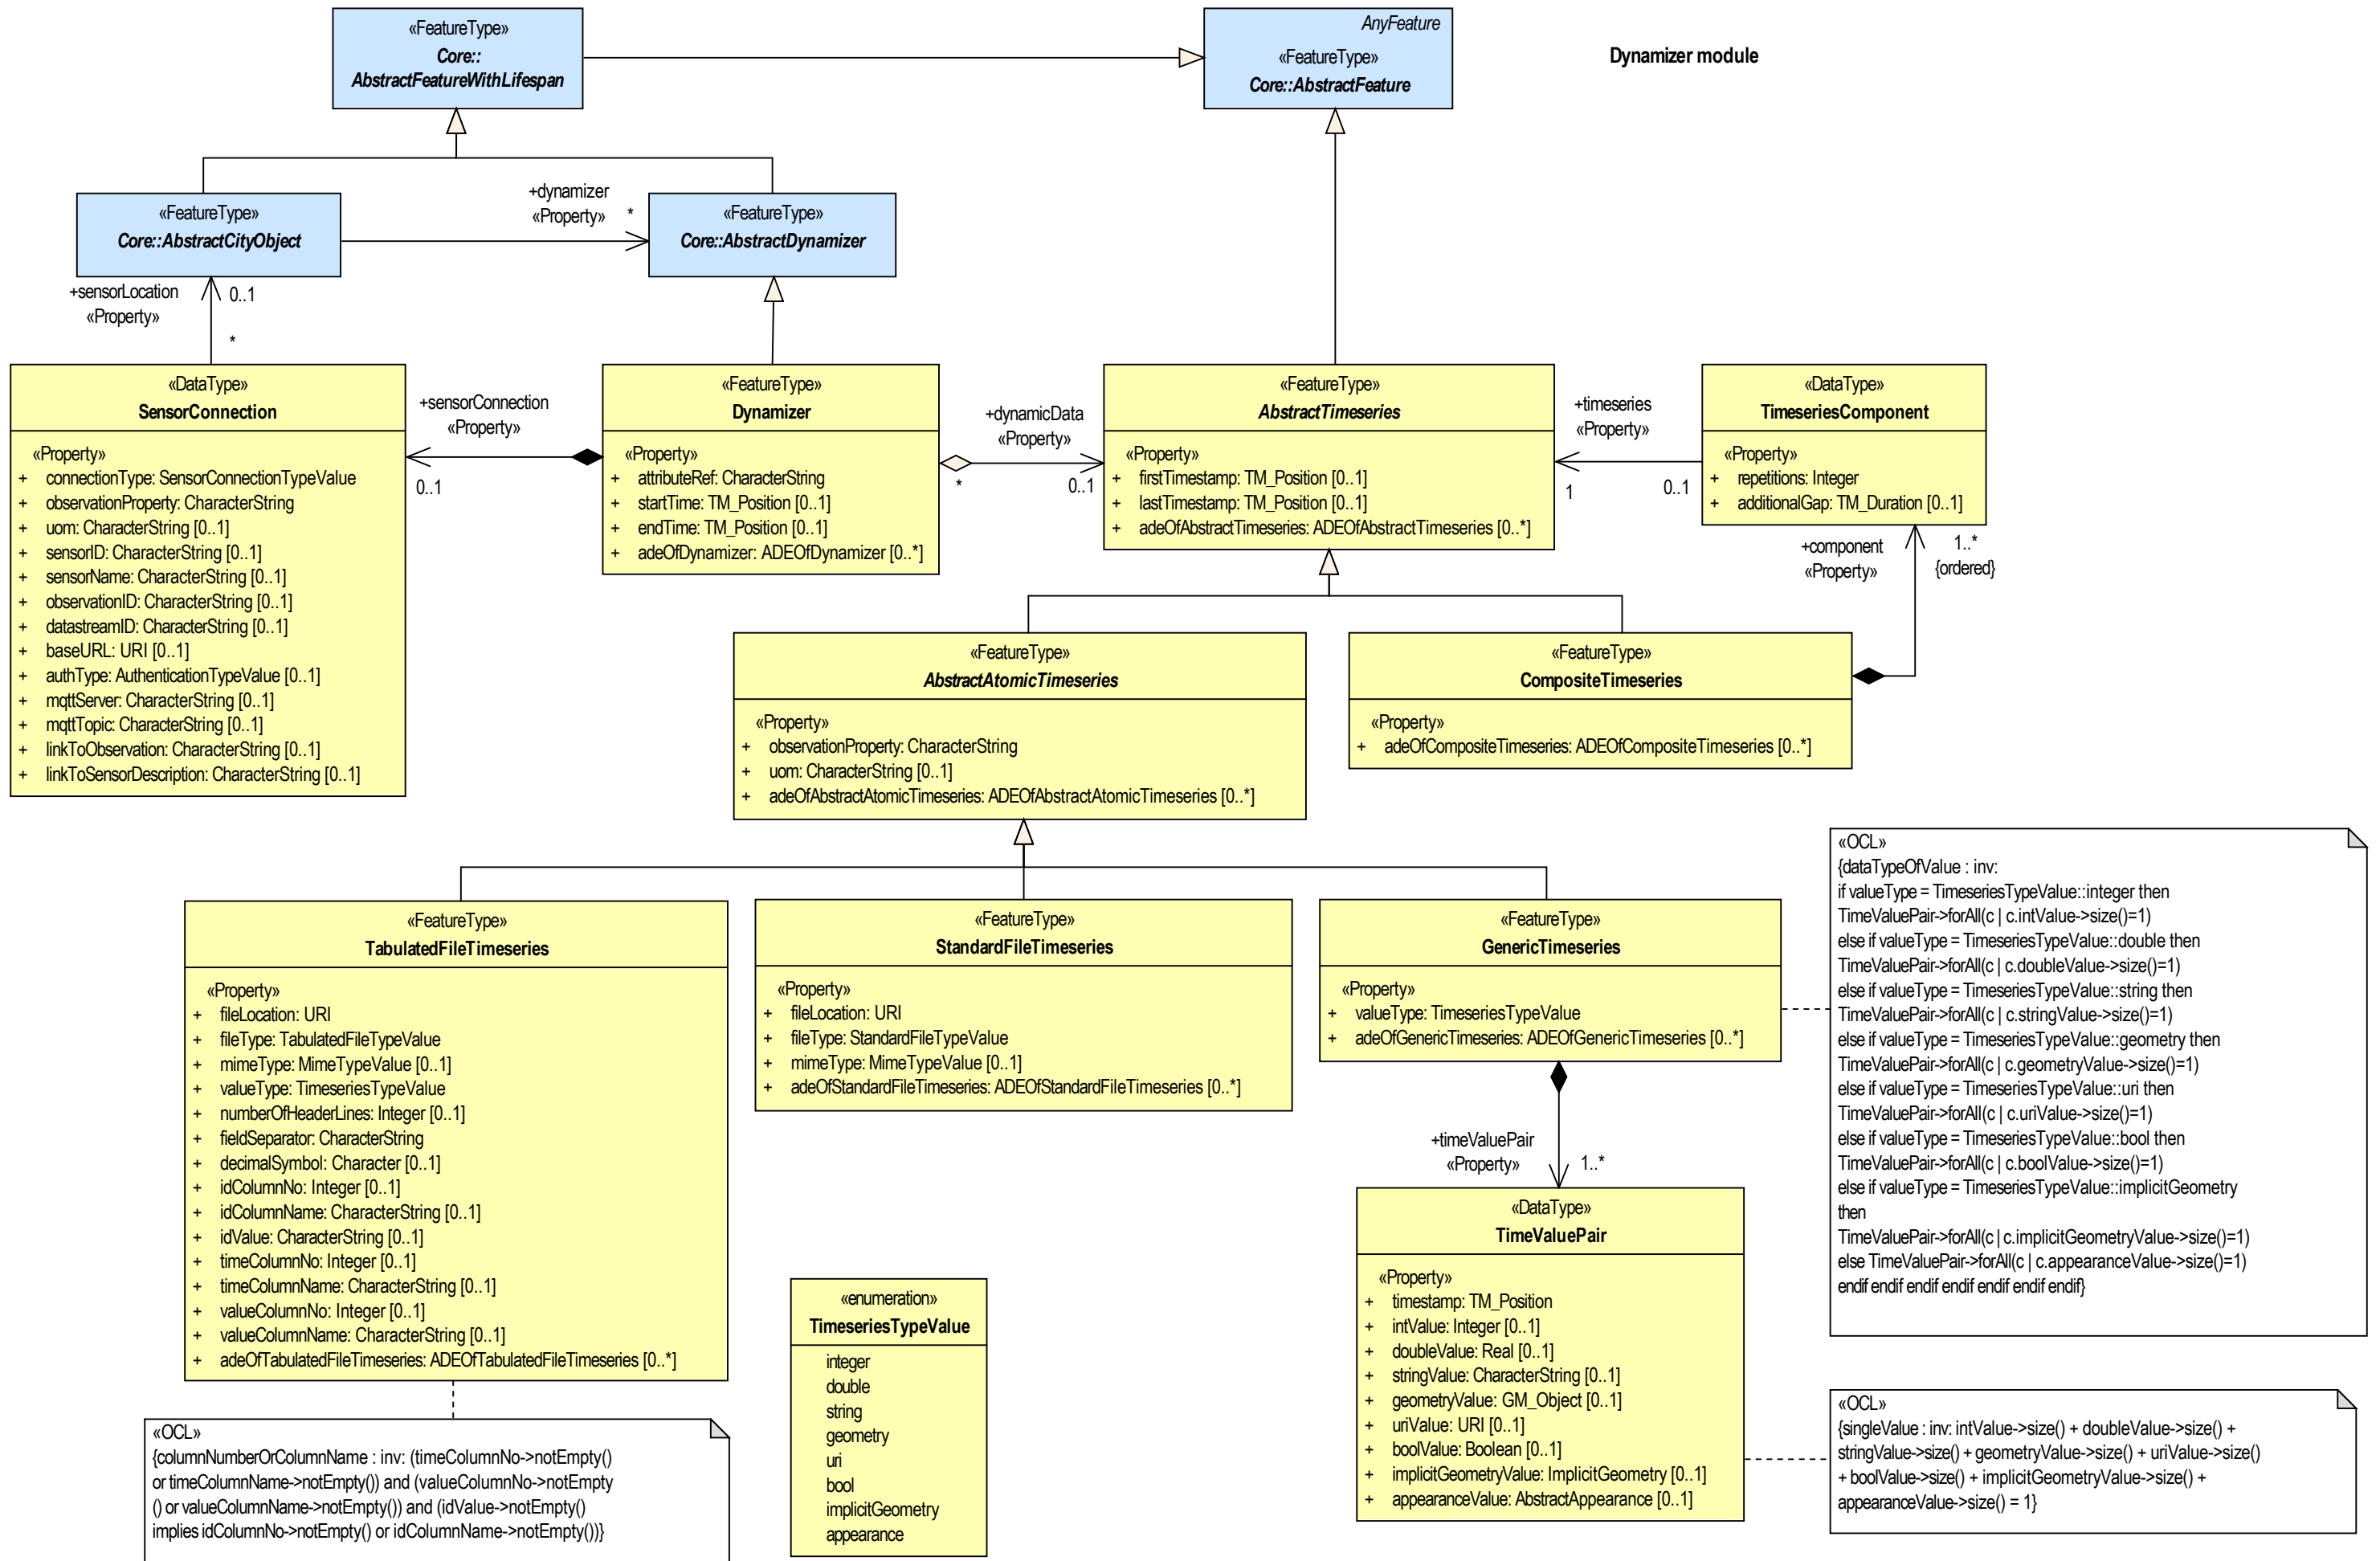 «FeatureType»
Core::
AbstractFeatureWithLifespan
AnyFeature
«FeatureType»
Core::AbstractFeature
Dynamizer module
«FeatureType»
Core::AbstractCityObject
+dynamizer
«Property»
*
«FeatureType»
Core::AbstractDynamizer
+sensorLocation
«Property»
0..1
*
«DataType»
SensorConnection
«Property»
+ connectionType: SensorConnectionTypeValue
+ observationProperty: CharacterString
+ uom: CharacterString [0..1]
+ sensorID: CharacterString [0..1]
+ sensorName: CharacterString [0..1]
+ observationID: CharacterString [0..1]
+ datastreamID: CharacterString [0..1]
+ baseURL: URI [0..1]
+ authType: AuthenticationTypeValue [0..1]
+ mqttServer: CharacterString [0..1]
+ mqttTopic: CharacterString [0..1]
+ linkToObservation: CharacterString [0..1]
+ linkToSensorDescription: CharacterString [0..1]
+sensorConnection
«Property»
0..1
«FeatureType»
Dynamizer
«Property»
+ attributeRef: CharacterString
+ startTime: TM_Position [0..1]
+ endTime: TM_Position [0..1]
+ adeOfDynamizer: ADEOfDynamizer [0..*]
+dynamicData
«Property»
*
0..1
«FeatureType»
AbstractTimeseries
«Property»
+ firstTimestamp: TM_Position [0..1]
+ lastTimestamp: TM_Position [0..1]
+ adeOfAbstractTimeseries: ADEOfAbstractTimeseries [0..*]
+timeseries
«Property»
1
0..1
«DataType»
TimeseriesComponent
«Property»
+ repetitions: Integer
+ additionalGap: TM_Duration [0..1]
+component
«Property»
1..*
{ordered}
«FeatureType»
AbstractAtomicTimeseries
«Property»
+ observationProperty: CharacterString
+ uom: CharacterString [0..1]
+ adeOfAbstractAtomicTimeseries: ADEOfAbstractAtomicTimeseries [0..*]
«FeatureType»
CompositeTimeseries
«Property»
+ adeOfCompositeTimeseries: ADEOfCompositeTimeseries [0..*]
«FeatureType»
TabulatedFileTimeseries
«Property»
+ fileLocation: URI
+ fileType: TabulatedFileTypeValue
+ mimeType: MimeTypeValue [0..1]
+ valueType: TimeseriesTypeValue
+ numberOfHeaderLines: Integer [0..1]
+ fieldSeparator: CharacterString
+ decimalSymbol: Character [0..1]
+ idColumnNo: Integer [0..1]
+ idColumnName: CharacterString [0..1]
+ idValue: CharacterString [0..1]
+ timeColumnNo: Integer [0..1]
+ timeColumnName: CharacterString [0..1]
+ valueColumnNo: Integer [0..1]
+ valueColumnName: CharacterString [0..1]
+ adeOfTabulatedFileTimeseries: ADEOfTabulatedFileTimeseries [0..*]
«OCL»
{columnNumberOrColumnName : inv: (timeColumnNo->notEmpty()
or timeColumnName->notEmpty()) and (valueColumnNo->notEmpty
() or valueColumnName->notEmpty()) and (idValue->notEmpty()
implies idColumnNo->notEmpty() or idColumnName->notEmpty())}
«FeatureType»
StandardFileTimeseries
«Property»
+ fileLocation: URI
+ fileType: StandardFileTypeValue
+ mimeType: MimeTypeValue [0..1]
+ adeOfStandardFileTimeseries: ADEOfStandardFileTimeseries [0..*]
«enumeration»
TimeseriesTypeValue
integer
double
string
geometry
uri
bool
implicitGeometry
appearance
«FeatureType»
GenericTimeseries
«Property»
+ valueType: TimeseriesTypeValue
+ adeOfGenericTimeseries: ADEOfGenericTimeseries [0..*]
+timeValuePair
«Property»
1..*
«DataType»
TimeValuePair
«Property»
+ timestamp: TM_Position
+ intValue: Integer [0..1]
+ doubleValue: Real [0..1]
+ stringValue: CharacterString [0..1]
+ geometryValue: GM_Object [0..1]
+ uriValue: URI [0..1]
+ boolValue: Boolean [0..1]
+ implicitGeometryValue: ImplicitGeometry [0..1]
+ appearanceValue: AbstractAppearance [0..1]
«OCL»
{dataTypeOfValue : inv:
if valueType = TimeseriesTypeValue::integer then
TimeValuePair->forAll(c | c.intValue->size()=1)
else if valueType = TimeseriesTypeValue::double then
TimeValuePair->forAll(c | c.doubleValue->size()=1)
else if valueType = TimeseriesTypeValue::string then
TimeValuePair->forAll(c | c.stringValue->size()=1)
else if valueType = TimeseriesTypeValue::geometry then
TimeValuePair->forAll(c | c.geometryValue->size()=1)
else if valueType = TimeseriesTypeValue::uri then
TimeValuePair->forAll(c | c.uriValue->size()=1)
else if valueType = TimeseriesTypeValue::bool then
TimeValuePair->forAll(c | c.boolValue->size()=1)
else if valueType = TimeseriesTypeValue::implicitGeometry
then
TimeValuePair->forAll(c | c.implicitGeometryValue->size()=1)
else TimeValuePair->forAll(c | c.appearanceValue->size()=1)
endif endif endif endif endif endif endif}
«OCL»
{singleValue : inv: intValue->size() + doubleValue->size() +
stringValue->size() + geometryValue->size() + uriValue->size()
+ boolValue->size() + implicitGeometryValue->size() +
appearanceValue->size() = 1}